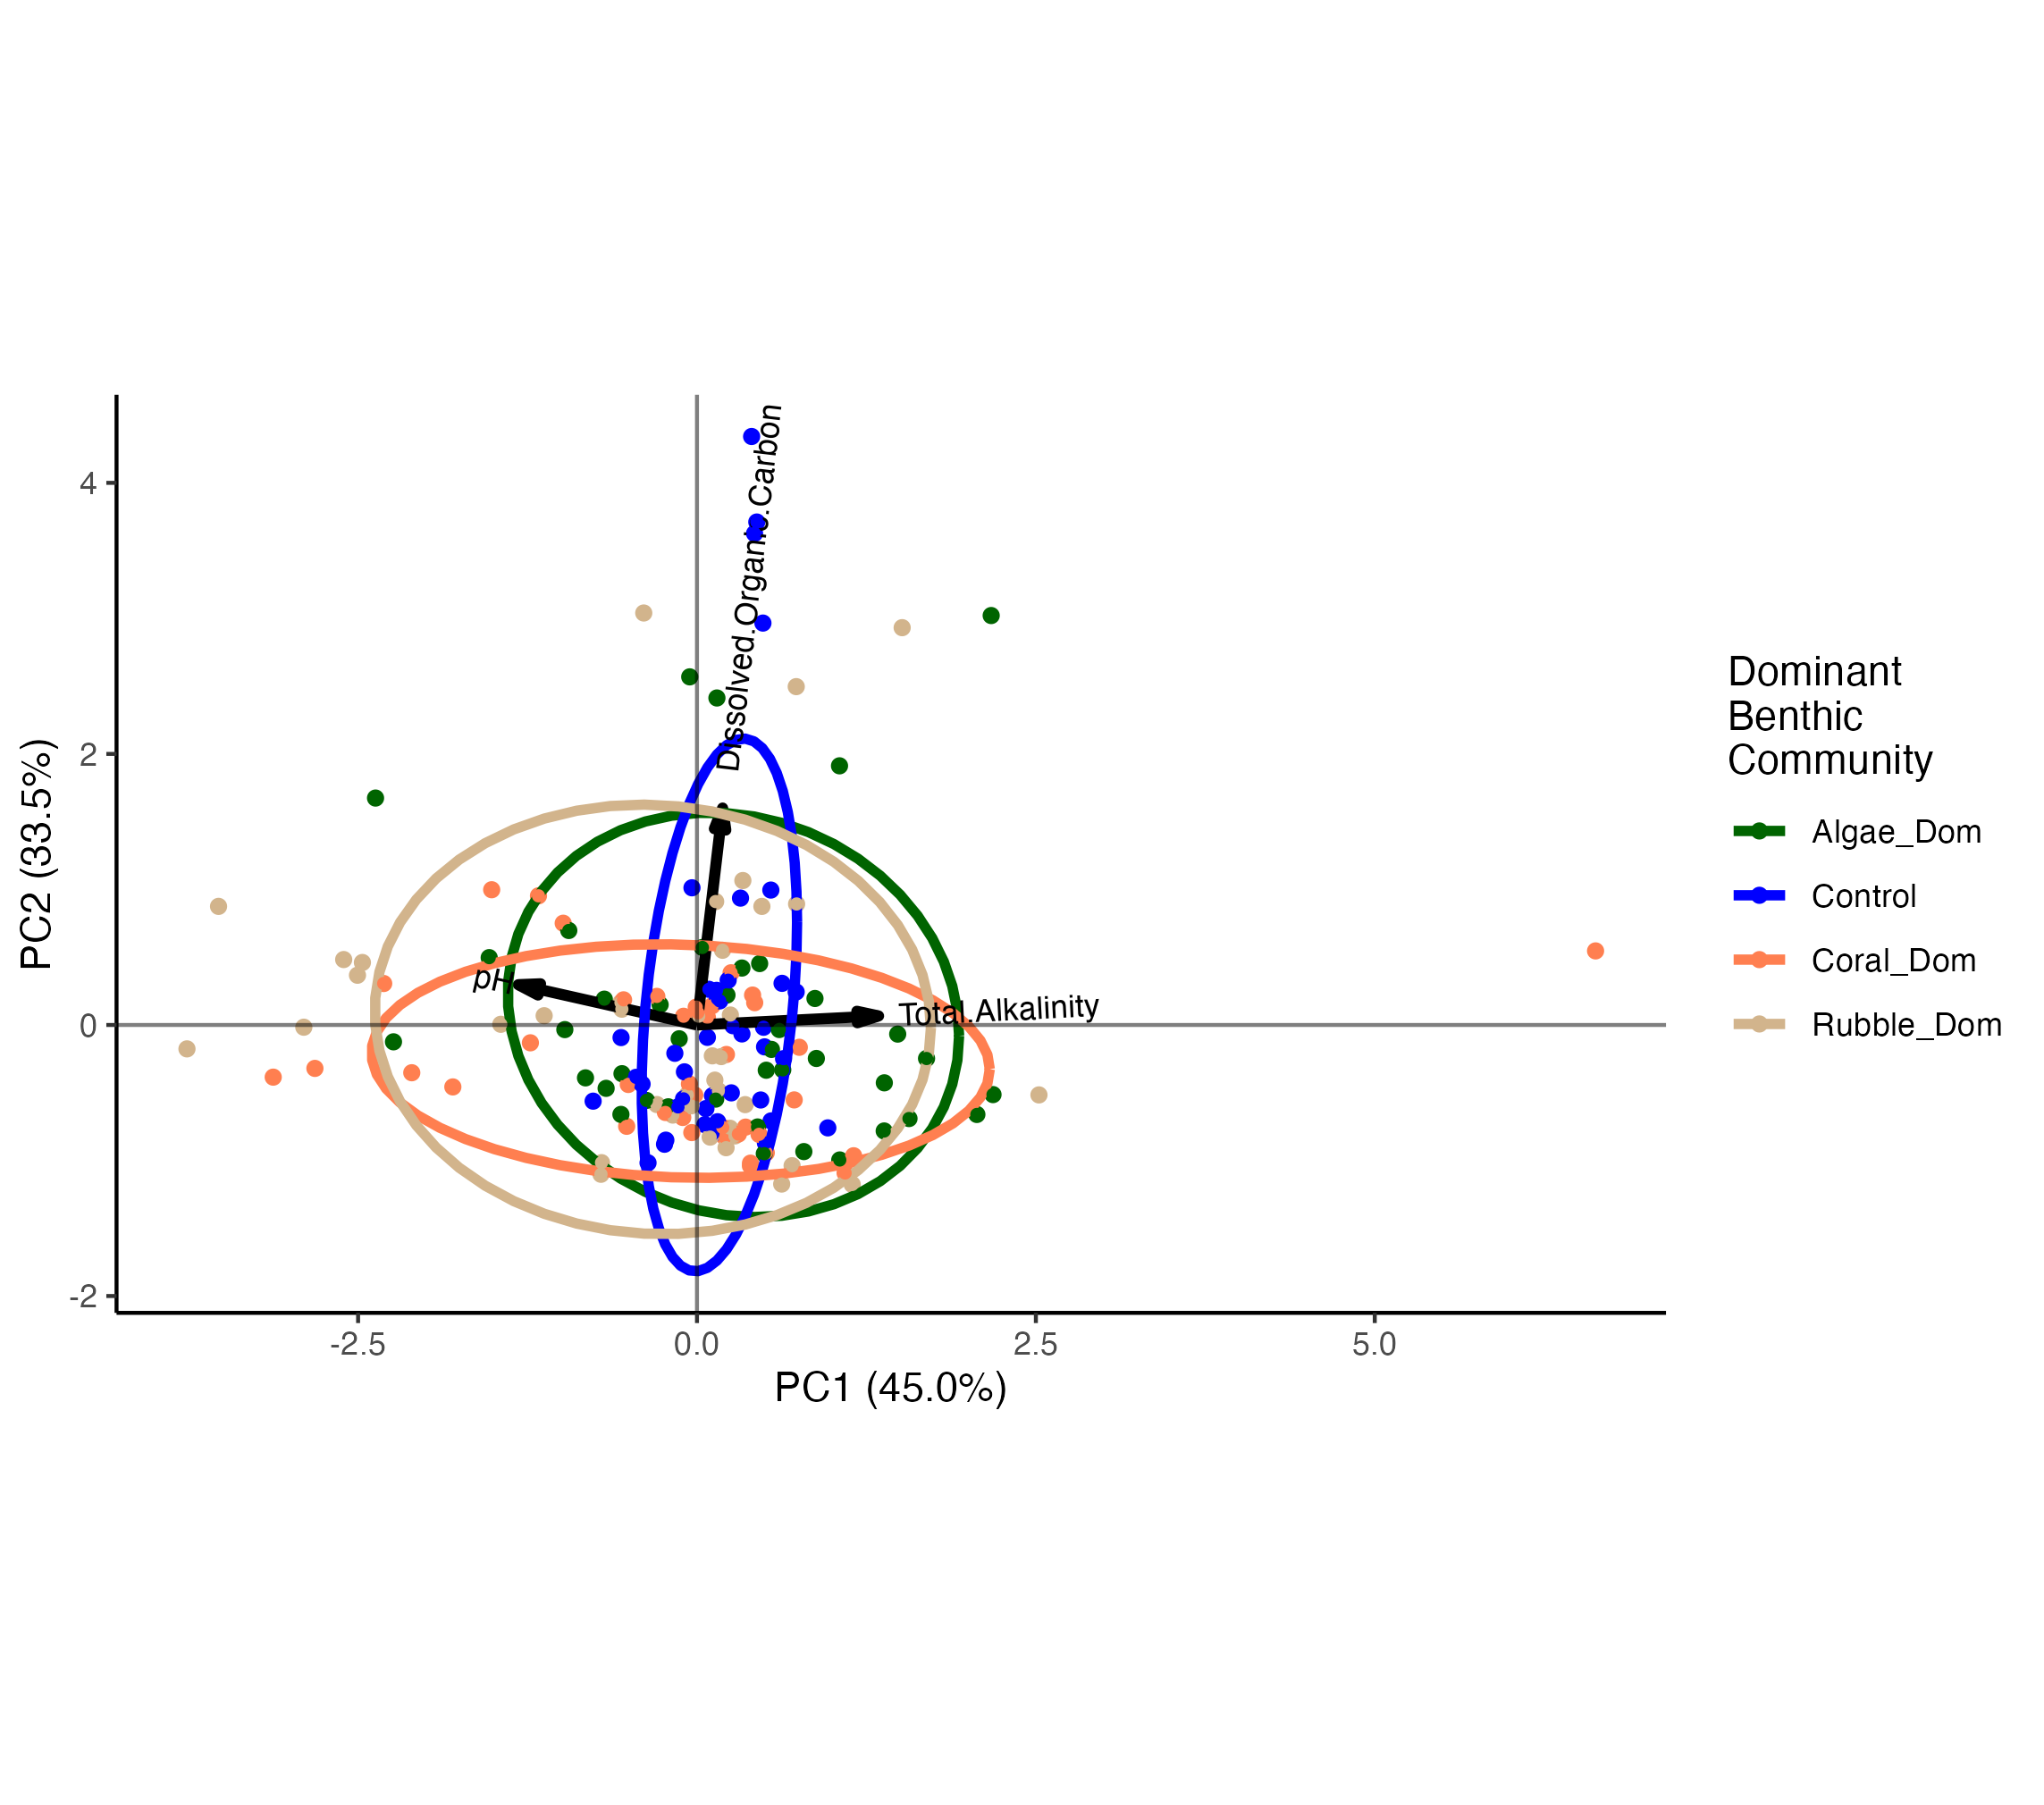 Dissolved.Organic.Carbon
4
2
0
-2
PC2 (33.5%)
pH
Total.Alkalinity
-2.5
0.0
2.5
5.0
PC1 (45.0%)
Dominant
Benthic
Community
Algae_Dom
Control
Coral_Dom
Rubble_Dom